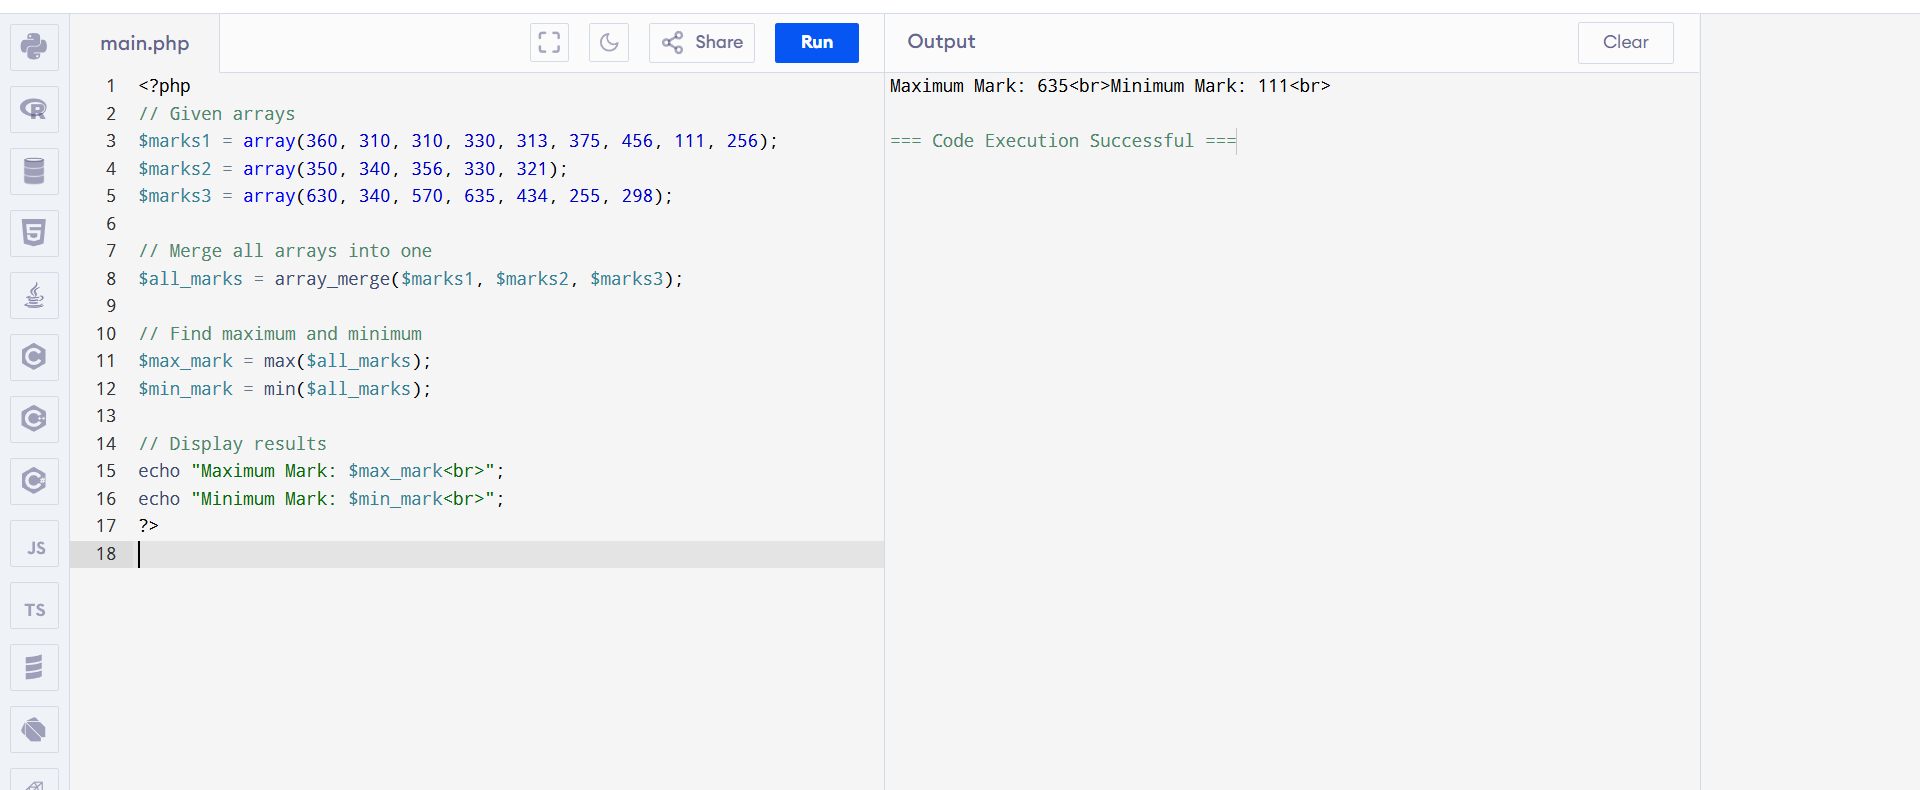 main.php
Share
Run
Output
Clear
1 <?php
2 // Given arrays
3 $marks1 = array(360, 310, 310, 330, 313, 375, 456, 111, 256);
4 $marks2 = array(350, 340, 356, 330, 321);
5 $marks3 = array(630, 340, 570, 635, 434, 255, 298);
6
7 // Merge all arrays into one
8 $all_marks = array_merge($marks1, $marks2, $marks3);
9
10 // Find maximum and minimum
11 $max_mark = max($all_marks);
12 $min_mark = min($all_marks);
13
14 // Display results
15 echo "Maximum Mark: $max_mark<br>";
16 echo "Minimum Mark: $min_mark<br>";
17 ?>
18
Maximum Mark: 635<br>Minimum Mark: 111<br>
=== Code Execution Successful ===
R
5
C
C
C
JS
TS